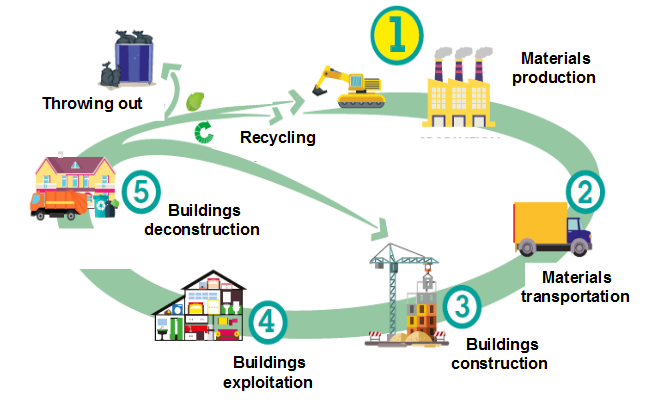 1
Materials
production
Throwing out
Recycling
2
5
Buildings
deconstruction
Materials
transportation
3
4
Buildings
construction
Buildings
exploitation